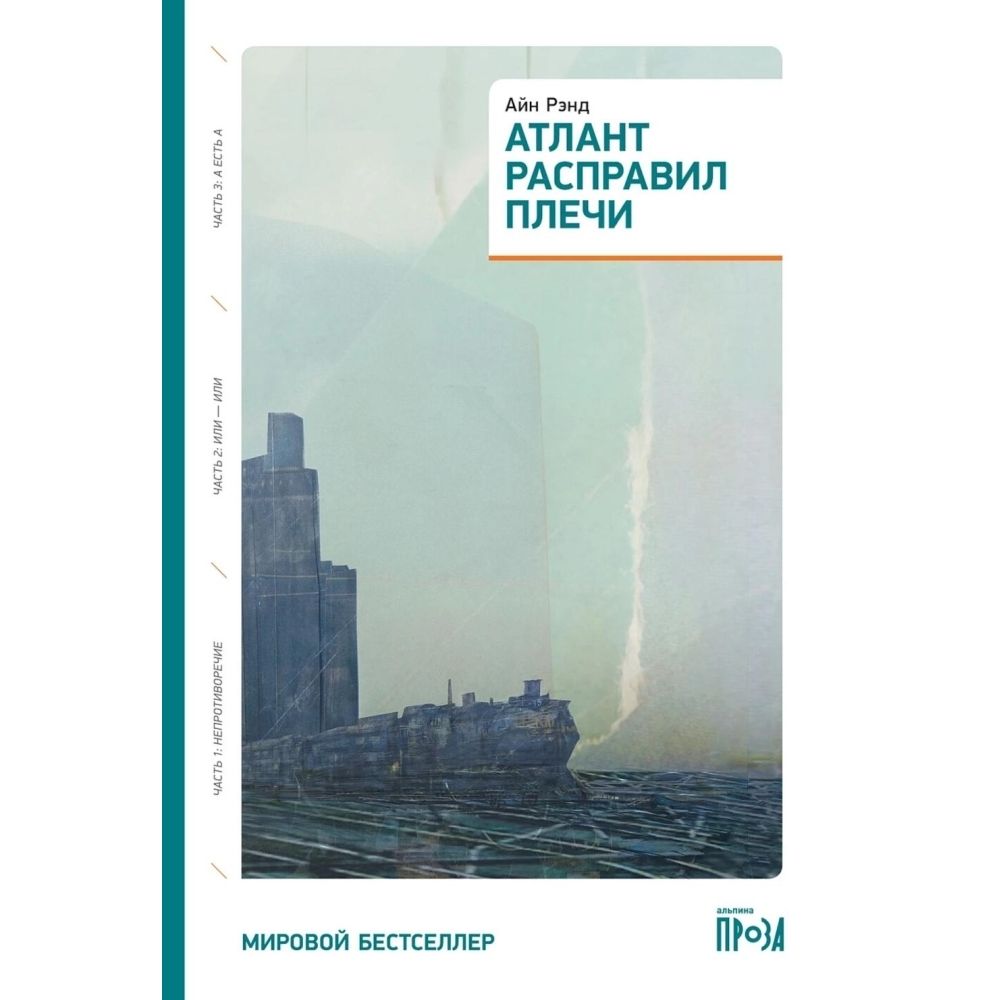 Айн Рэнд
АТЛАНТ
РАСПРАВИЛ
ПЛЕЧИ
ЧАСТЬ 3: А ЕСТЬ А
ЧАСТЬ 2: ИЛИ — ИЛИ
ЧАСТЬ 1: НЕПРОТИВОРЕЧИЕ
МИРОВОЙ БЕСТСЕЛЛЕР
альпина
ПРОЗА